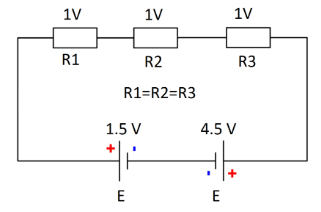 1V 1V 1V
R1 R2 R3
R1=R2=R3
1.5 V 4.5 V
+ - - +
E E